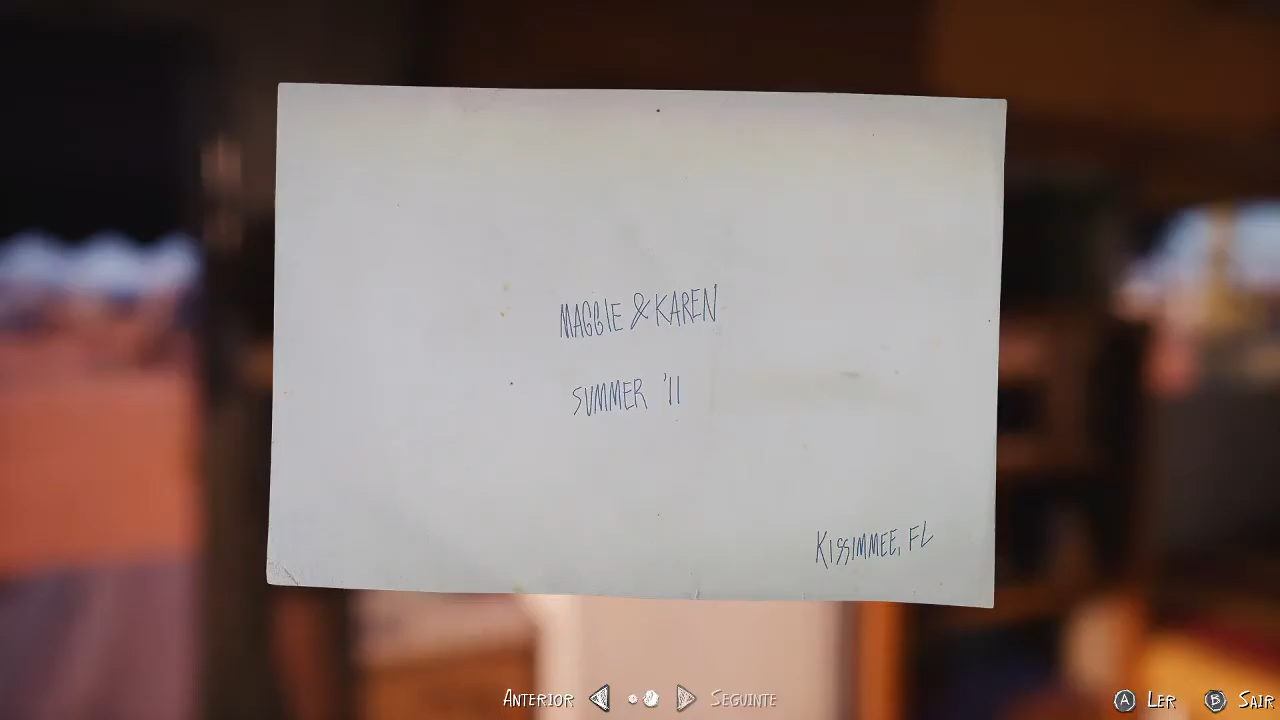 MAGGIE & KAREN
SUMMER '11
KISSIMMEE, FL
ANTERIOR
SEGUINTE
A LER
B SAIR